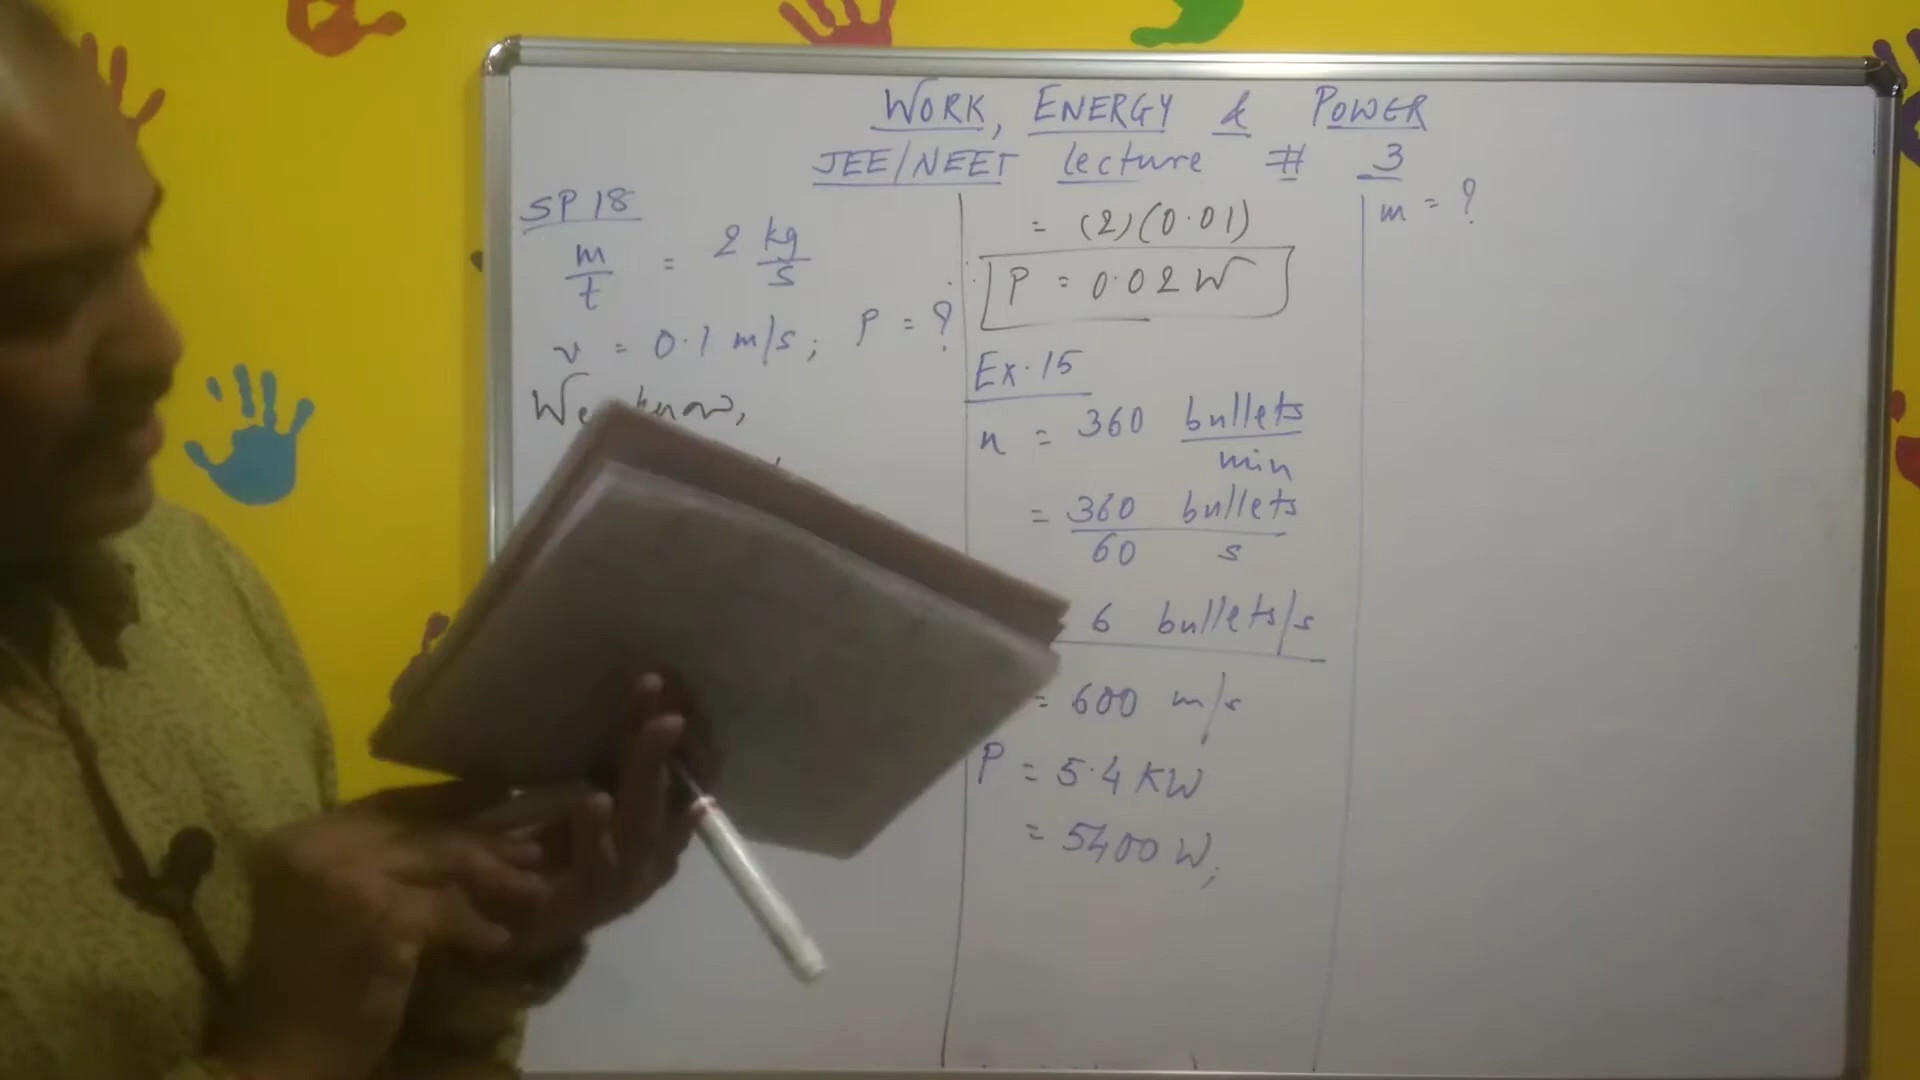 WORK, ENERGY & POWER
JEE/NEET lecture # 3
SP 18
m/t = 2 kg/s
v = 0.1 m/s; P = ?
We know,
= (2)(0.01)
P = 0.02 W
Ex. 15
n = 360 bullets/min
= 360/60 bullets/s
6 bullets/s
= 600 m/s
P = 5.4 KW
= 5400 W;
m = ?